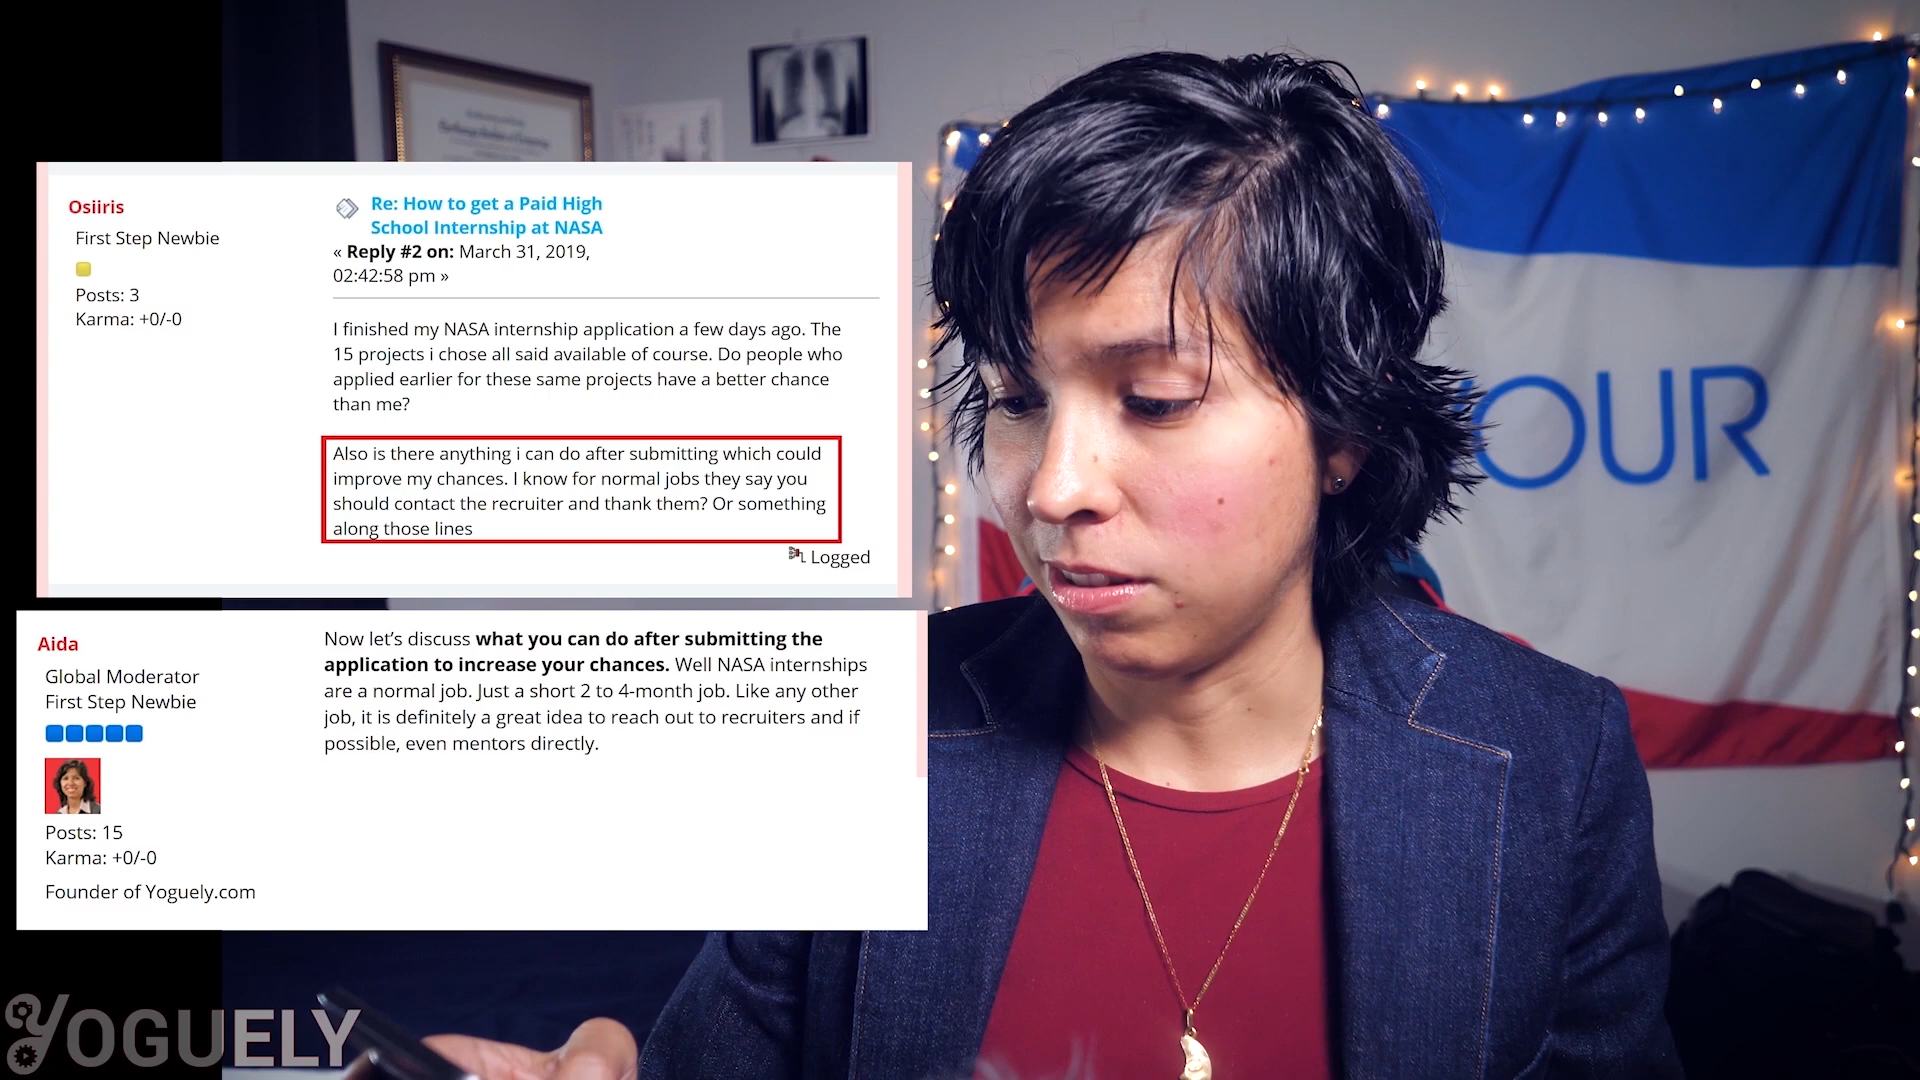 Osiiris
First Step Newbie
Posts: 3
Karma: +0/-0
Re: How to get a Paid High
School Internship at NASA
« Reply #2 on: March 31, 2019,
02:42:58 pm »
I finished my NASA internship application a few days ago. The
15 projects i chose all said available of course. Do people who
applied earlier for these same projects have a better chance
than me?
Also is there anything i can do after submitting which could
improve my chances. I know for normal jobs they say you
should contact the recruiter and thank them? Or something
along those lines
Logged
Aida
Global Moderator
First Step Newbie
Posts: 15
Karma: +0/-0
Founder of Yoguely.com
Now let's discuss what you can do after submitting the
application to increase your chances. Well NASA internships
are a normal job. Just a short 2 to 4-month job. Like any other
job, it is definitely a great idea to reach out to recruiters and if
possible, even mentors directly.
OUR
YOGUELY